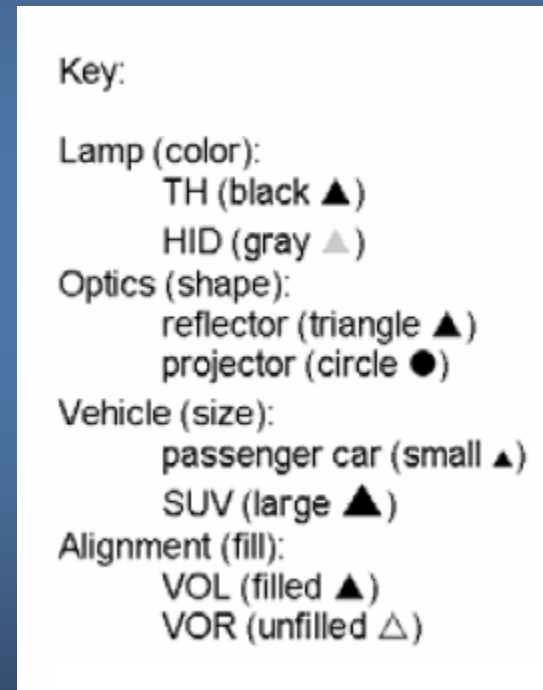 Key:
Lamp (color):
TH (black ▲)
HID (gray ▲)
Optics (shape):
reflector (triangle ▲)
projector (circle ●)
Vehicle (size):
passenger car (small ▲)
SUV (large ▲)
Alignment (fill):
VOL (filled ▲)
VOR (unfilled △)